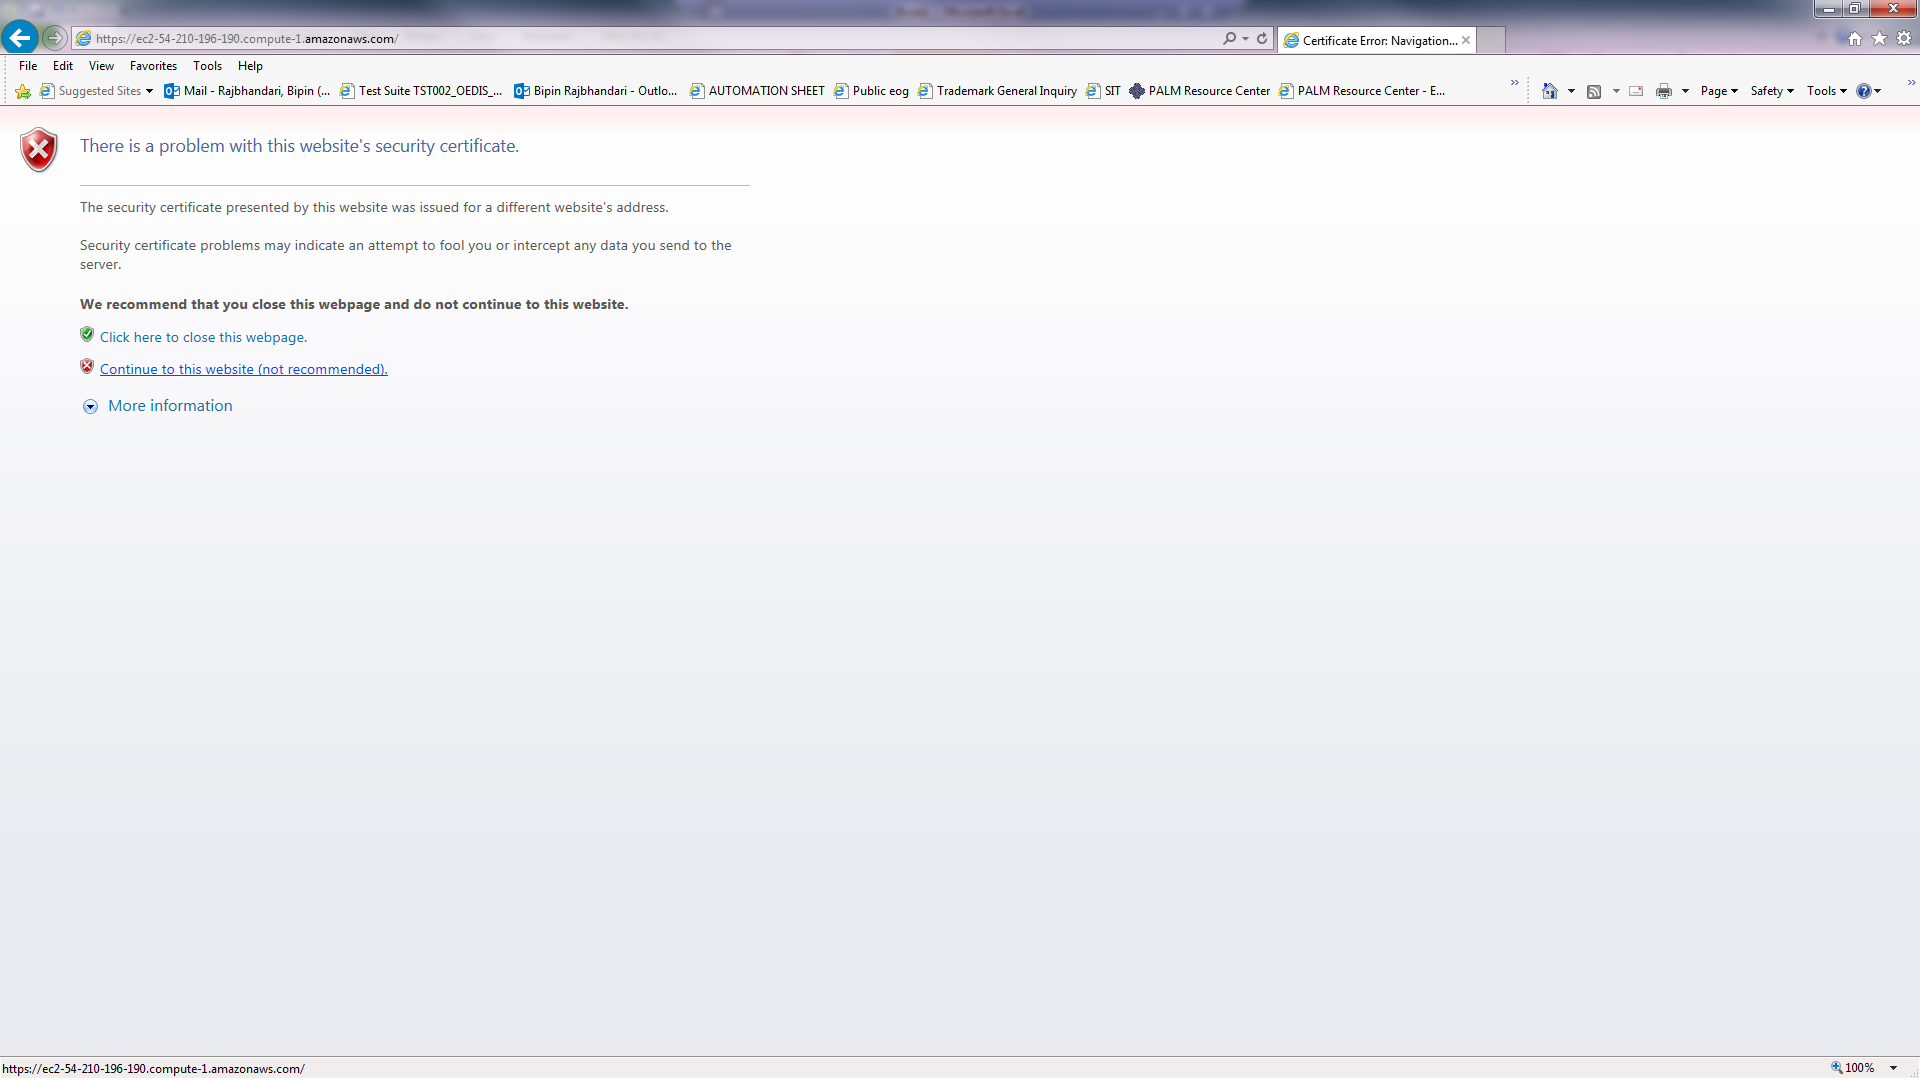 https://ec2-54-210-196-190.compute-1.amazonaws.com/
Certificate Error: Navigation...
File Edit View Favorites Tools Help
Suggested Sites Mail - Rajbhandari, Bipin (... Test Suite TST002_OEDIS_... Bipin Rajbhandari - Outlo... AUTOMATION SHEET Public eog Trademark General Inquiry SIT PALM Resource Center PALM Resource Center - E... Page Safety Tools
There is a problem with this website's security certificate.
The security certificate presented by this website was issued for a different website's address.
Security certificate problems may indicate an attempt to fool you or intercept any data you send to the
server.
We recommend that you close this webpage and do not continue to this website.
Click here to close this webpage.
Continue to this website (not recommended).
More information
https://ec2-54-210-196-190.compute-1.amazonaws.com/
100%